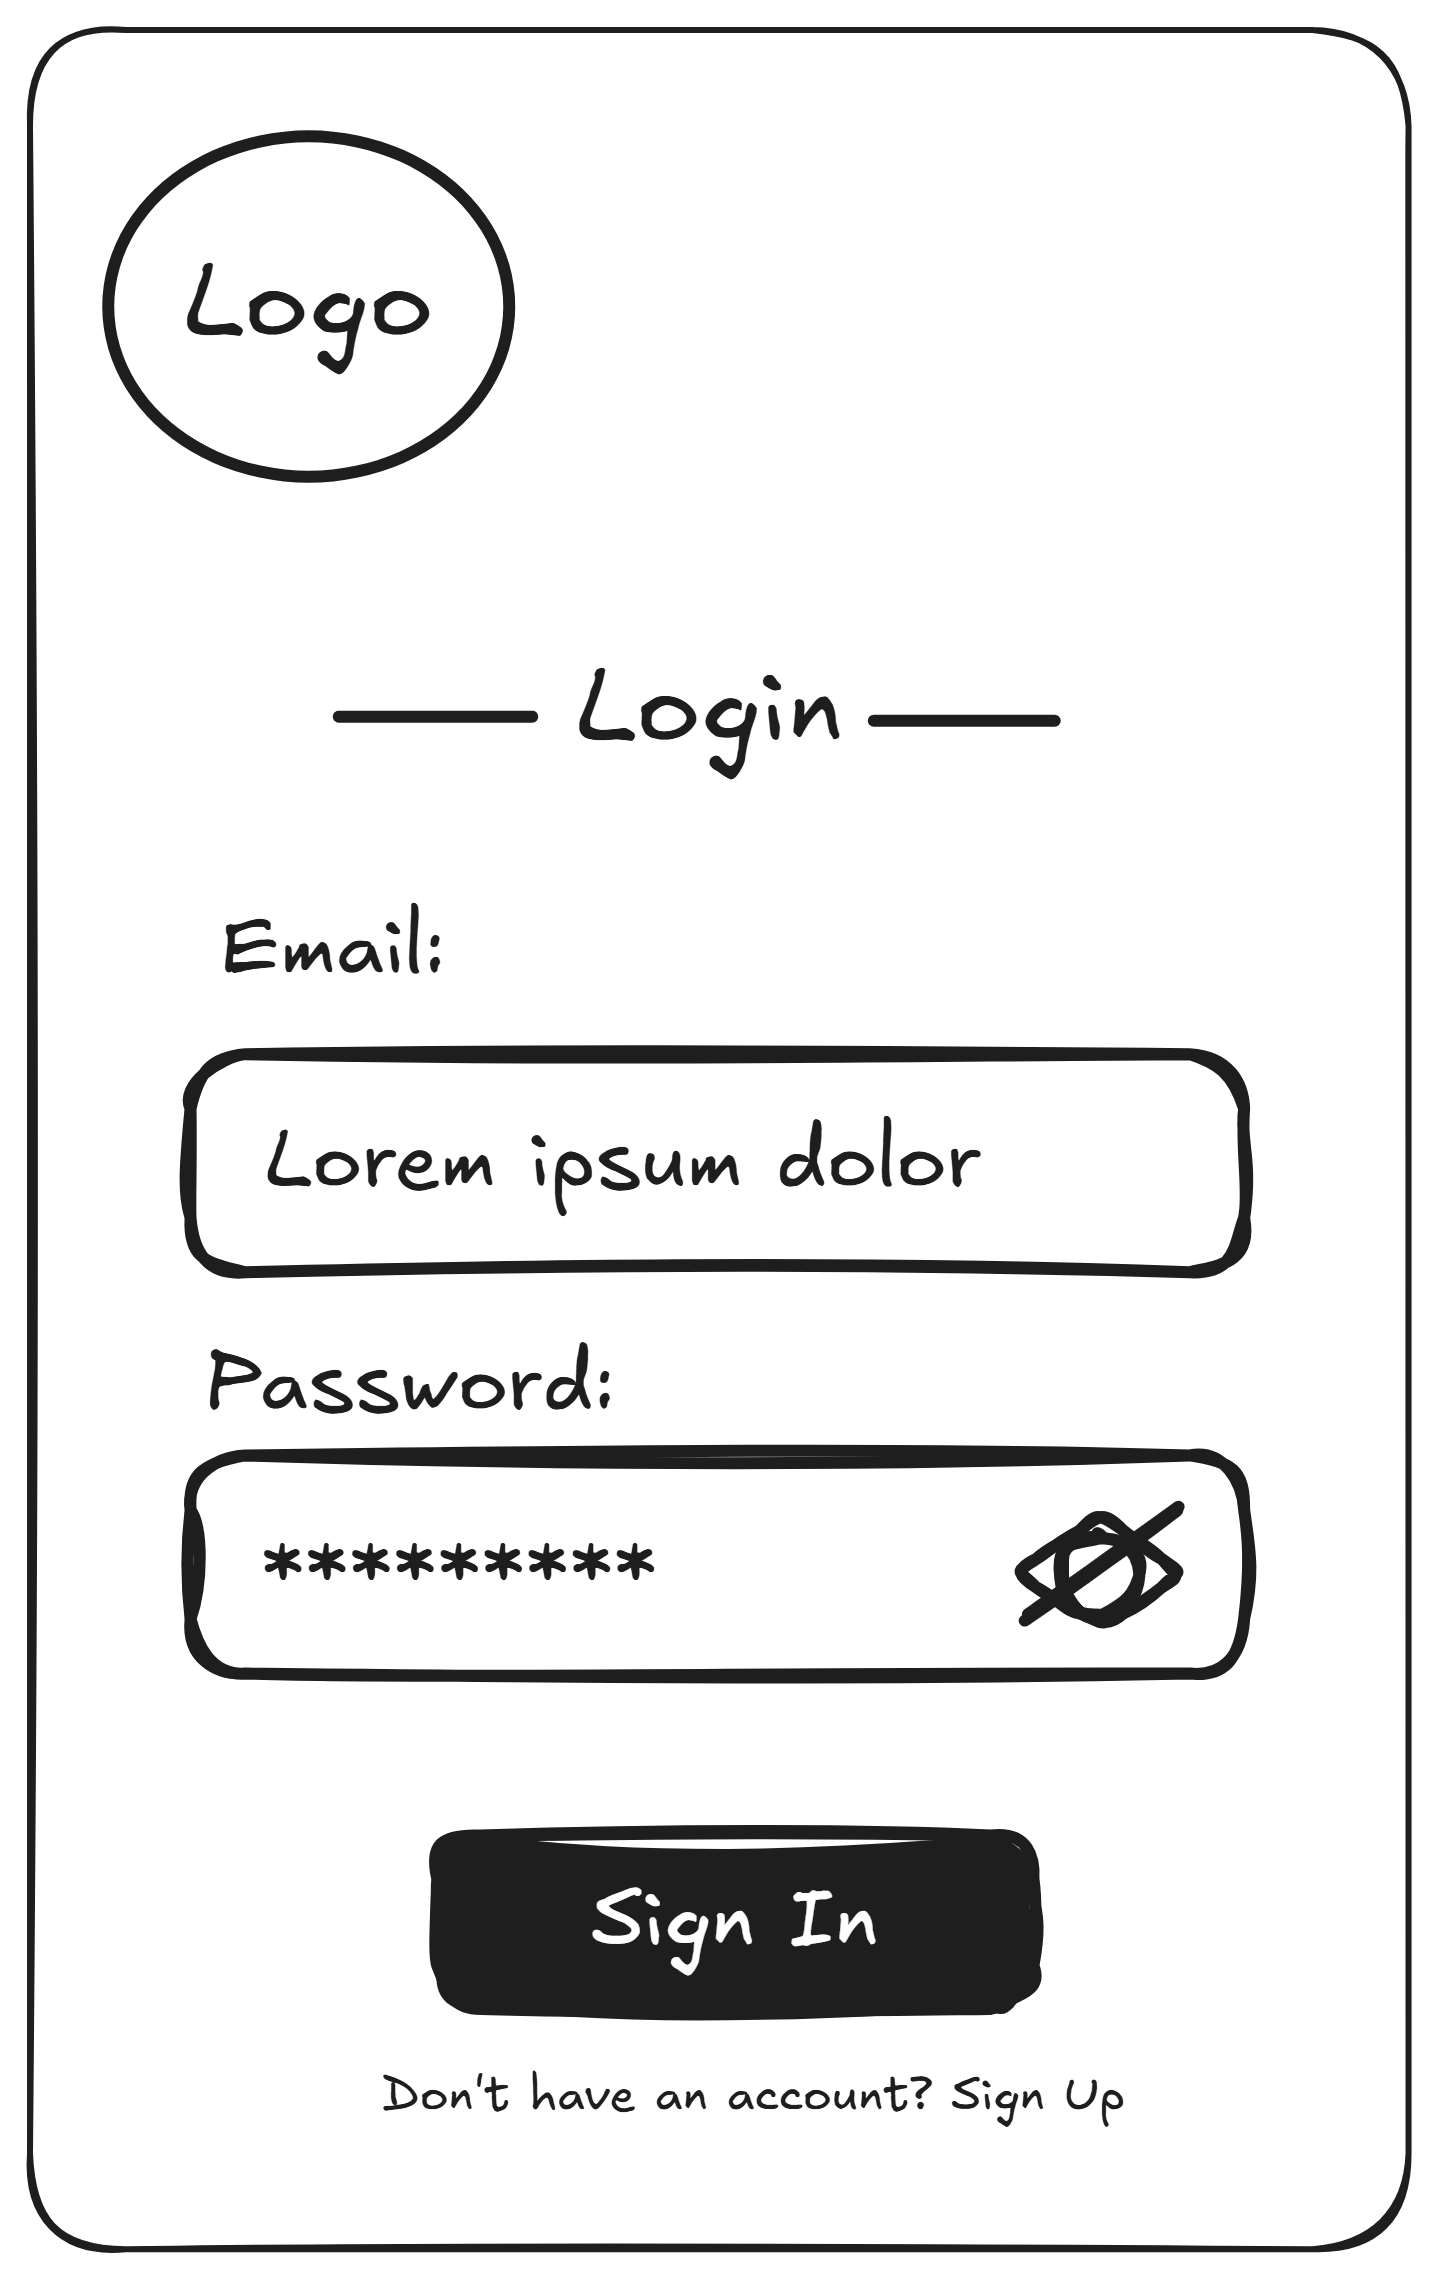 Logo
Login
Email:
Lorem ipsum dolor
Password:
*********
Sign In
Don't have an account? Sign Up